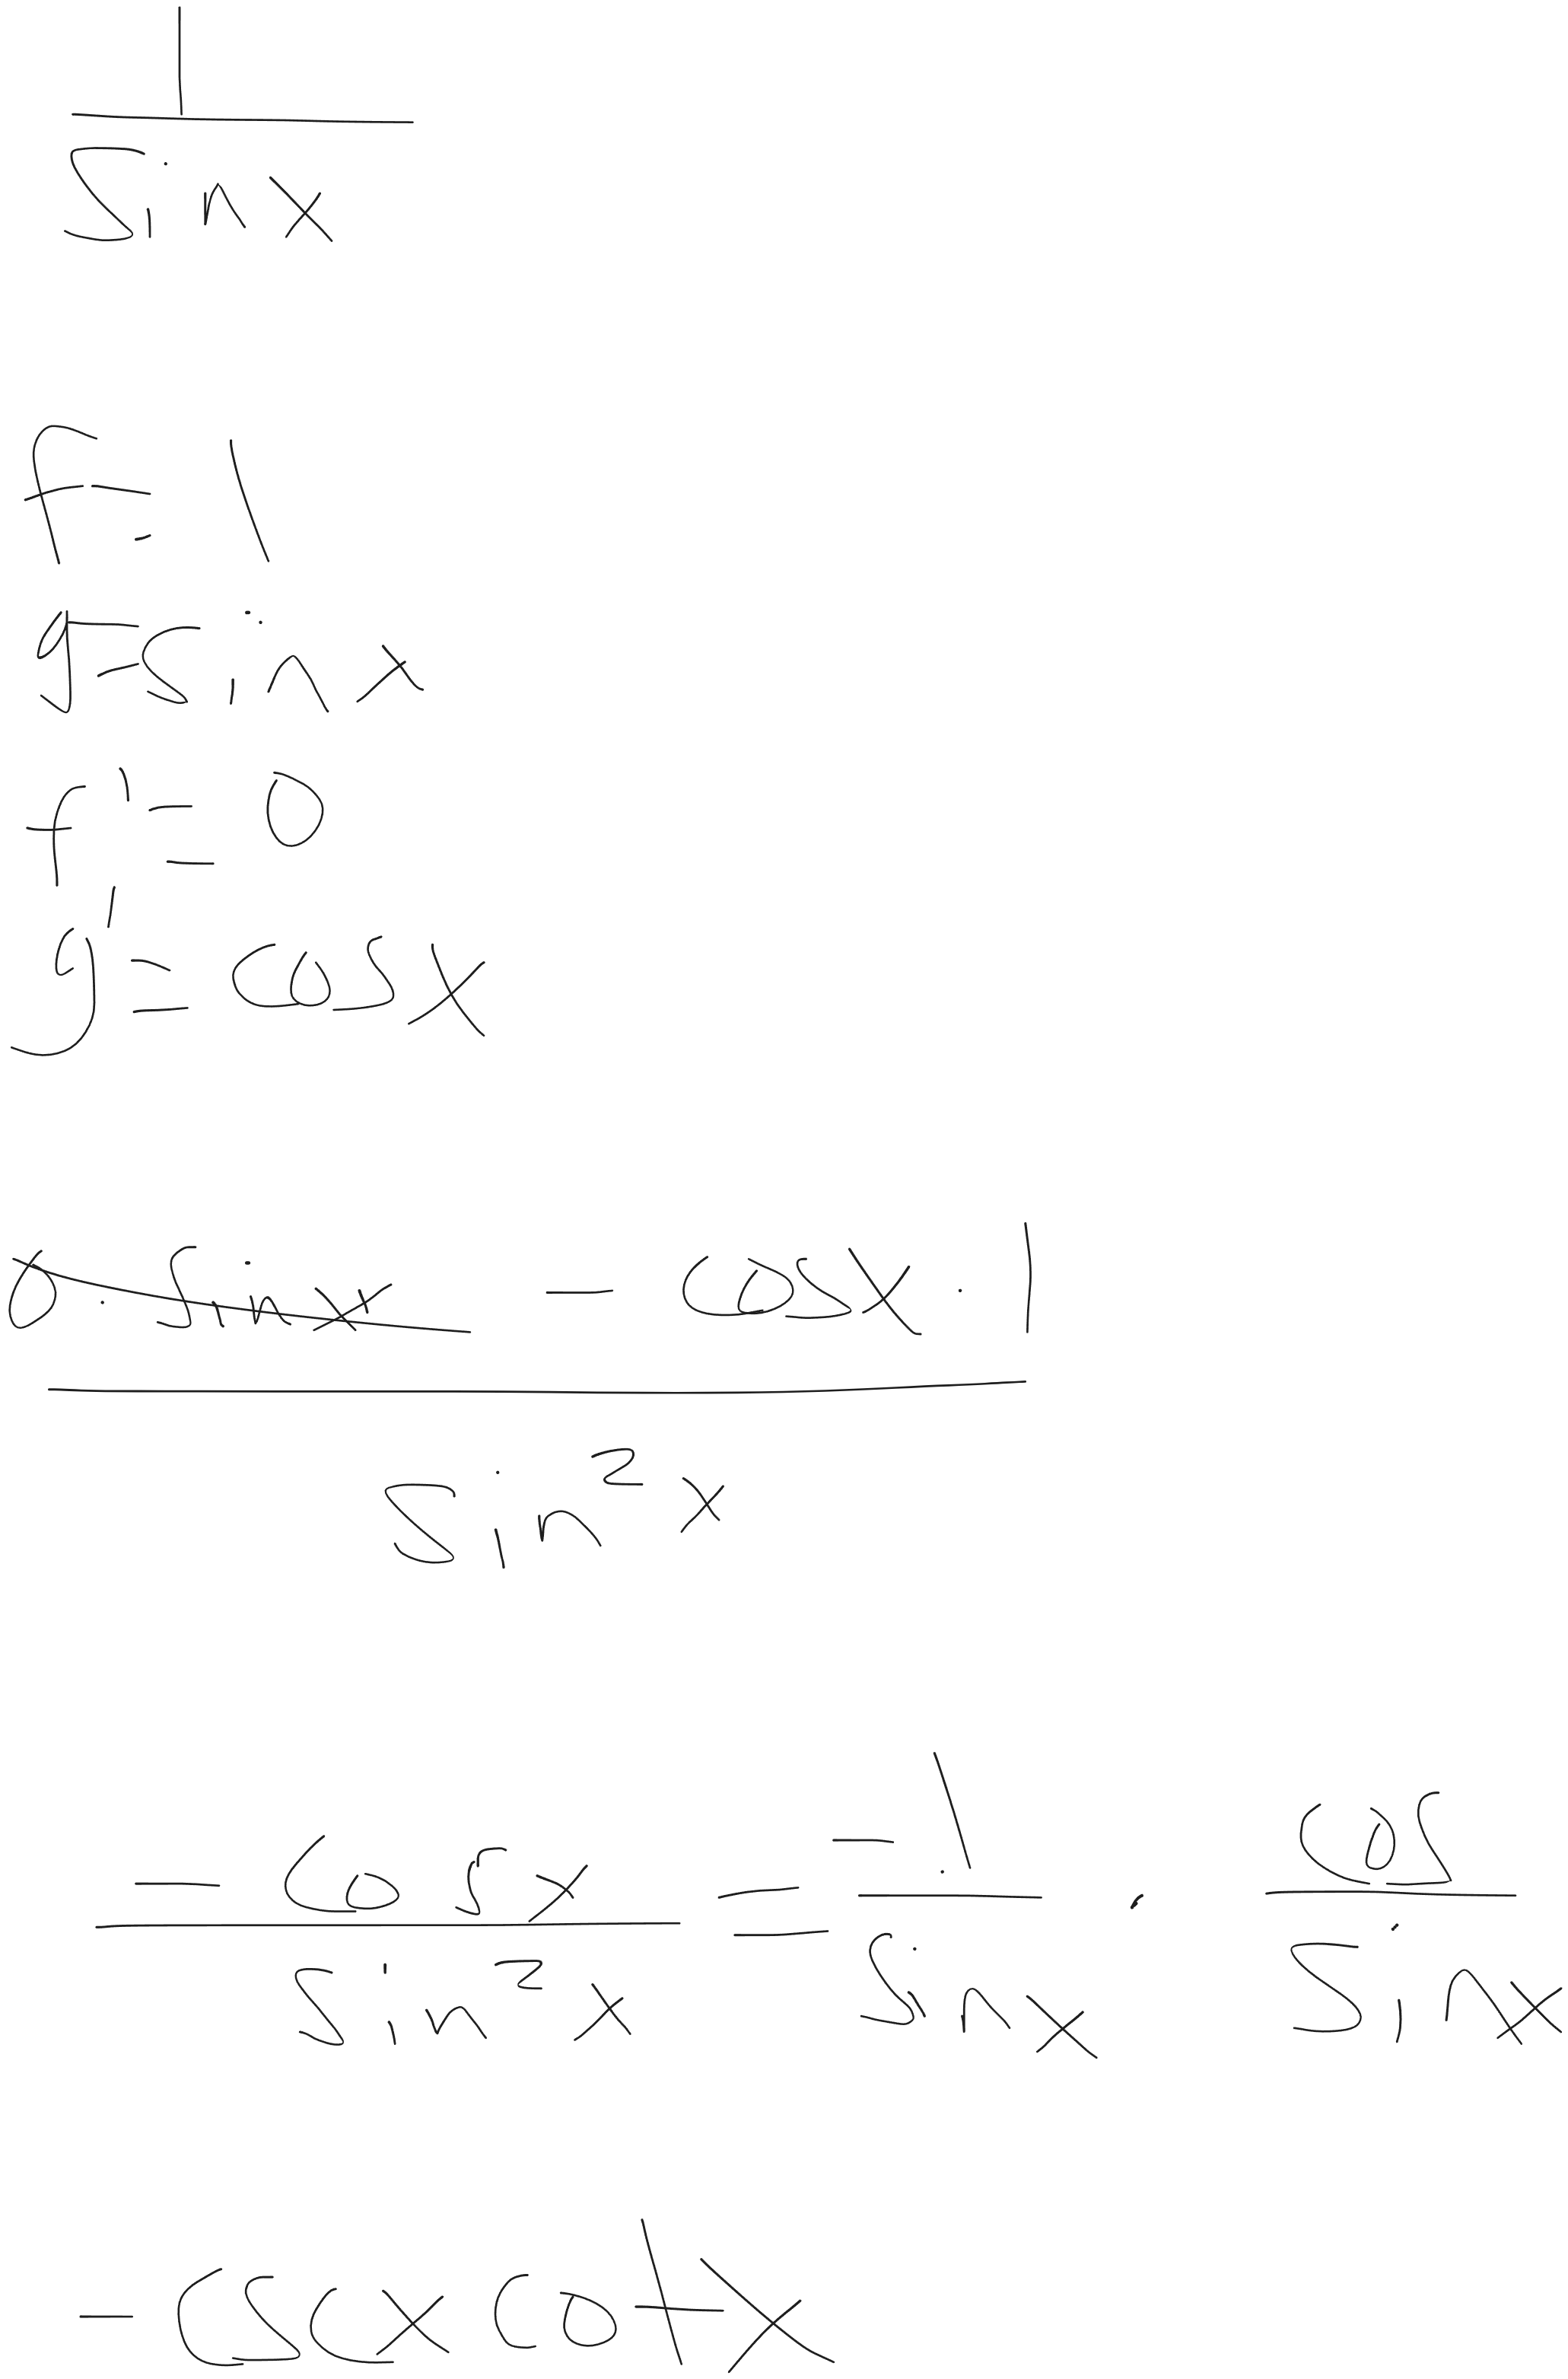 1
sin x
f = 1
g = sin x
f' = 0
g' = cos x
0 · sin x - cos x · 1
sin² x
- cos x / sin² x = - 1 / sin x · cos / sin x
- csc x cot x